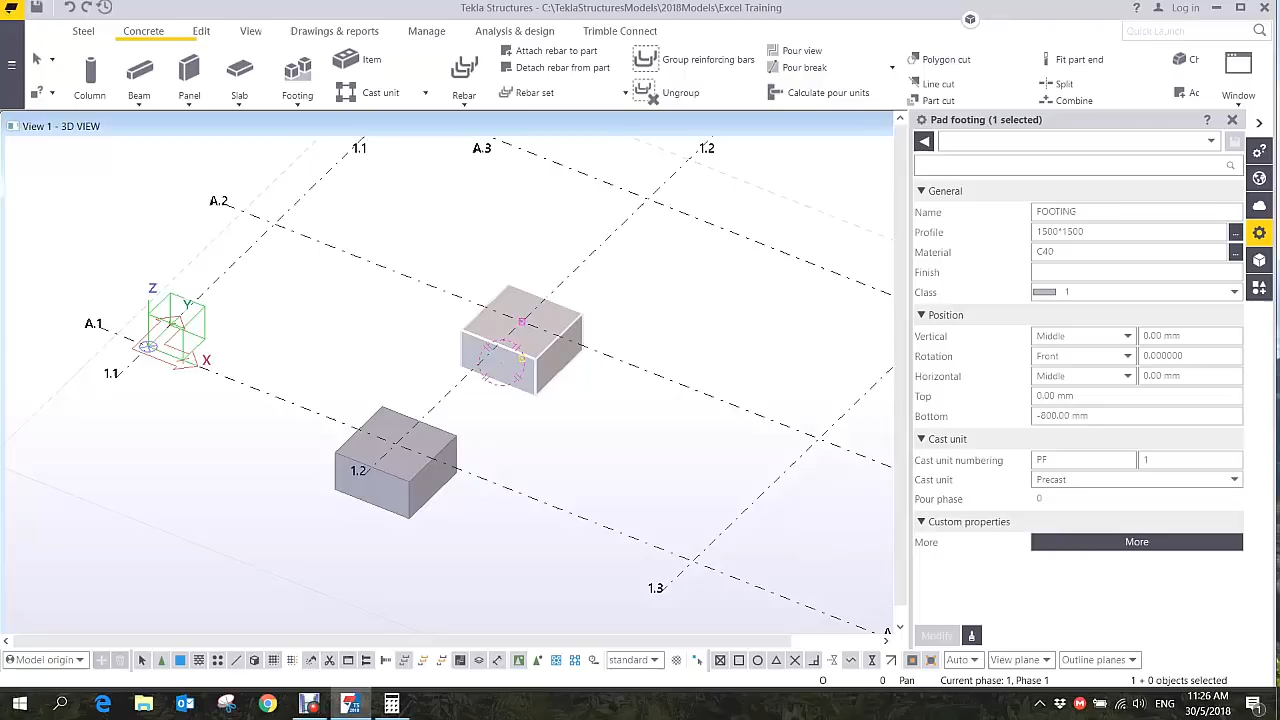 Tekla Structures - C:\TeklaStructuresModels\2018Models\Excel Training
Log in
Steel Concrete Edit View Drawings & reports Manage Analysis & design Trimble Connect
Quick Launch
Column Beam Panel Slab Footing
Item
Cast unit
Rebar
Attach rebar to part
Detach rebar from part
Rebar set
Group reinforcing bars
Ungroup
Pour view
Pour break
Calculate pour units
Polygon cut
Line cut
Part cut
Fit part end
Split
Combine
Ch
Ac
Window
View 1 - 3D VIEW
Pad footing (1 selected)
1.1 A.3 1.2
A.2
Z
Y
A.1
X
1.1
1.2
1.3
General
Name FOOTING
Profile 1500*1500 ...
Material C40 ...
Finish
Class 1
Position
Vertical Middle 0.00 mm
Rotation Front 0.000000
Horizontal Middle 0.00 mm
Top 0.00 mm
Bottom -800.00 mm
Cast unit
Cast unit numbering PF 1
Cast unit Precast
Pour phase 0
Custom properties
More More
Modify
Model origin standard Auto View plane Outline planes
O 0 Pan Current phase: 1, Phase 1 1 + 0 objects selected
ENG 11:26 AM
30/5/2018